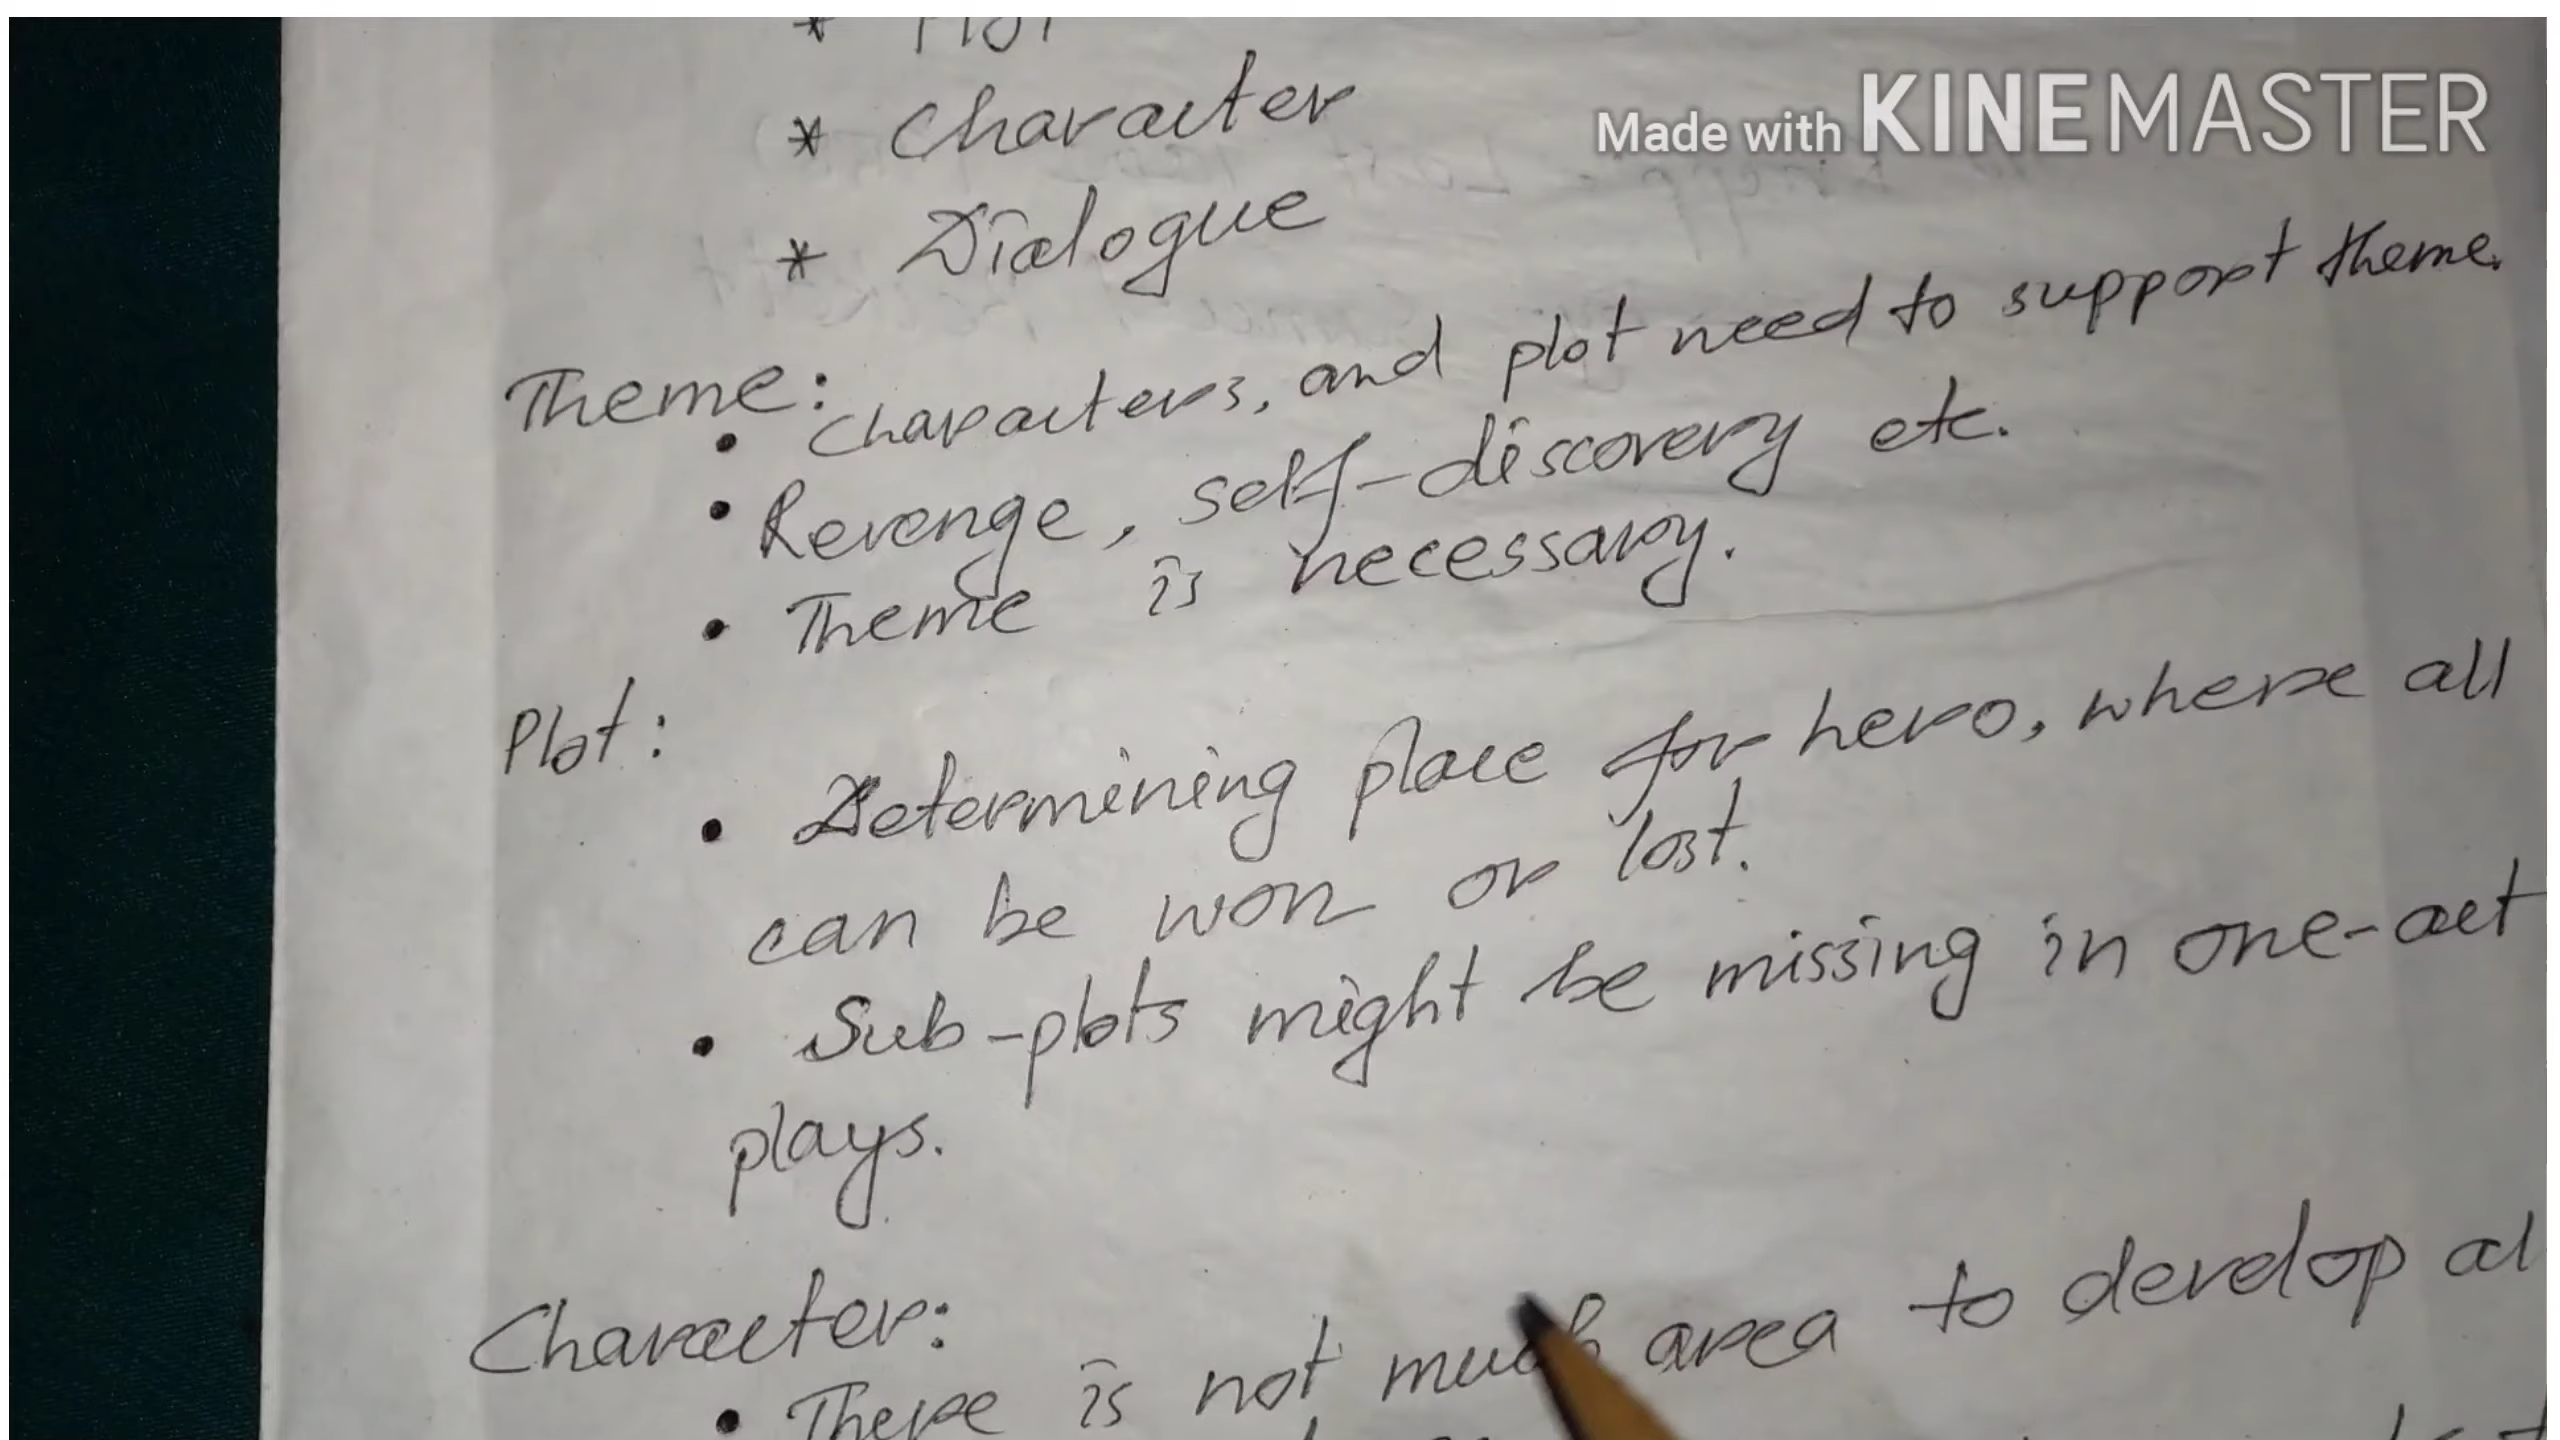 * Plot
* Character
Made with KINEMASTER
* Dialogue
Theme:
• Characters, and plot need to support theme.
• Revenge, self-discovery etc.
• Theme is necessary.
Plot:
• Determining place for hero, where all
can be won or lost.
• Sub-plots might be missing in one-act
plays.
Character:
• There is not much area to develop al